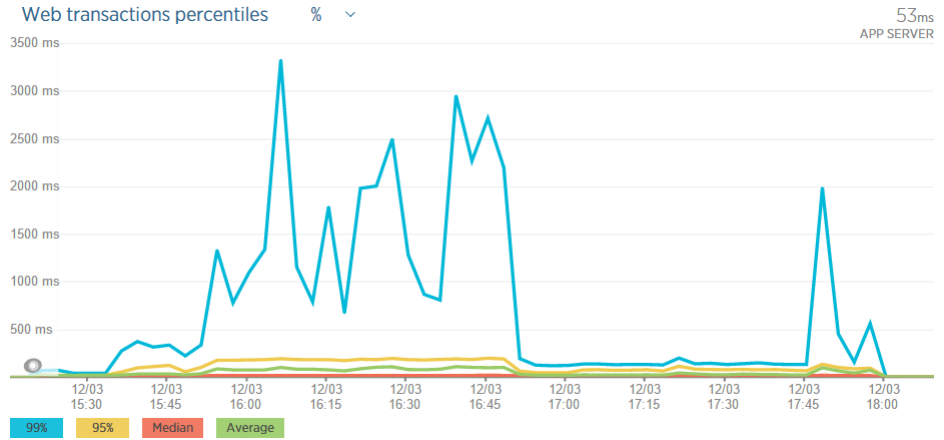 Web transactions percentiles %
53ms
APP SERVER
3500 ms
3000 ms
2500 ms
2000 ms
1500 ms
1000 ms
500 ms
12/03 12/03 12/03 12/03 12/03 12/03 12/03 12/03 12/03 12/03 12/03
15:30 15:45 16:00 16:15 16:30 16:45 17:00 17:15 17:30 17:45 18:00
99% 95% Median Average